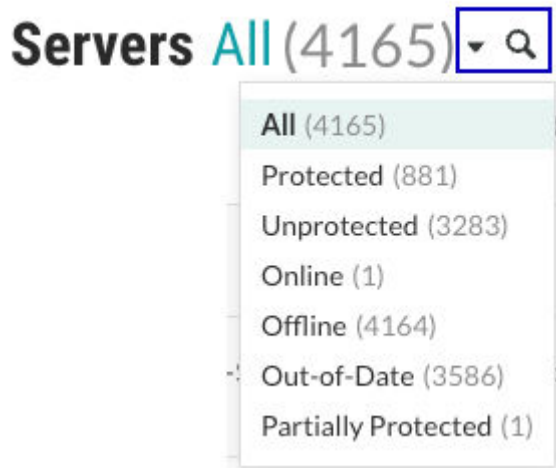 Servers All (4165)
All (4165)
Protected (881)
Unprotected (3283)
Online (1)
Offline (4164)
Out-of-Date (3586)
Partially Protected (1)